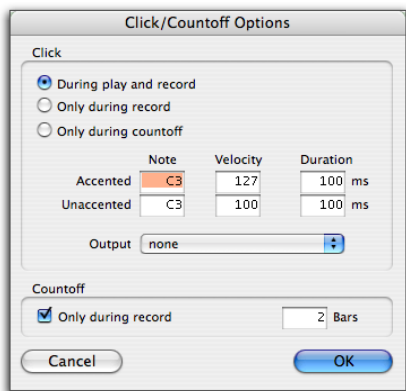 Click/Countoff Options
Click
During play and record
Only during record
Only during countoff
Note Velocity Duration
Accented C3 127 100 ms
Unaccented C3 100 100 ms
Output none
Countoff
Only during record 2 Bars
Cancel OK